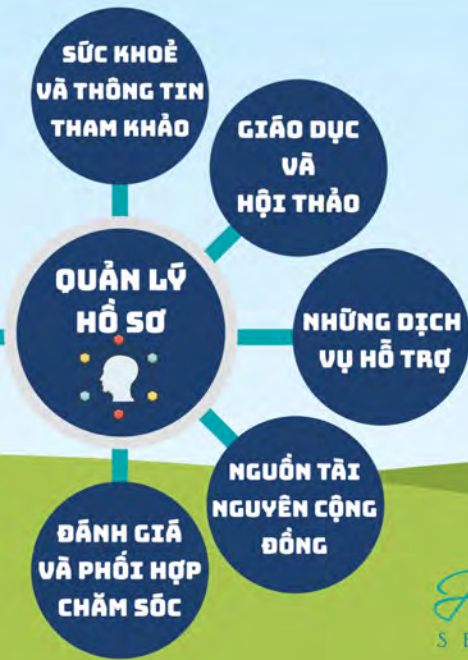 SỨC KHOẺ
VÀ THÔNG TIN
THAM KHẢO
GIÁO DỤC
VÀ
HỘI THẢO
QUẢN LÝ
HỒ SƠ
NHỮNG DỊCH
VỤ HỖ TRỢ
NGUỒN TÀI
NGUYÊN CỘNG
ĐỒNG
ĐÁNH GIÁ
VÀ PHỐI HỢP
CHĂM SÓC